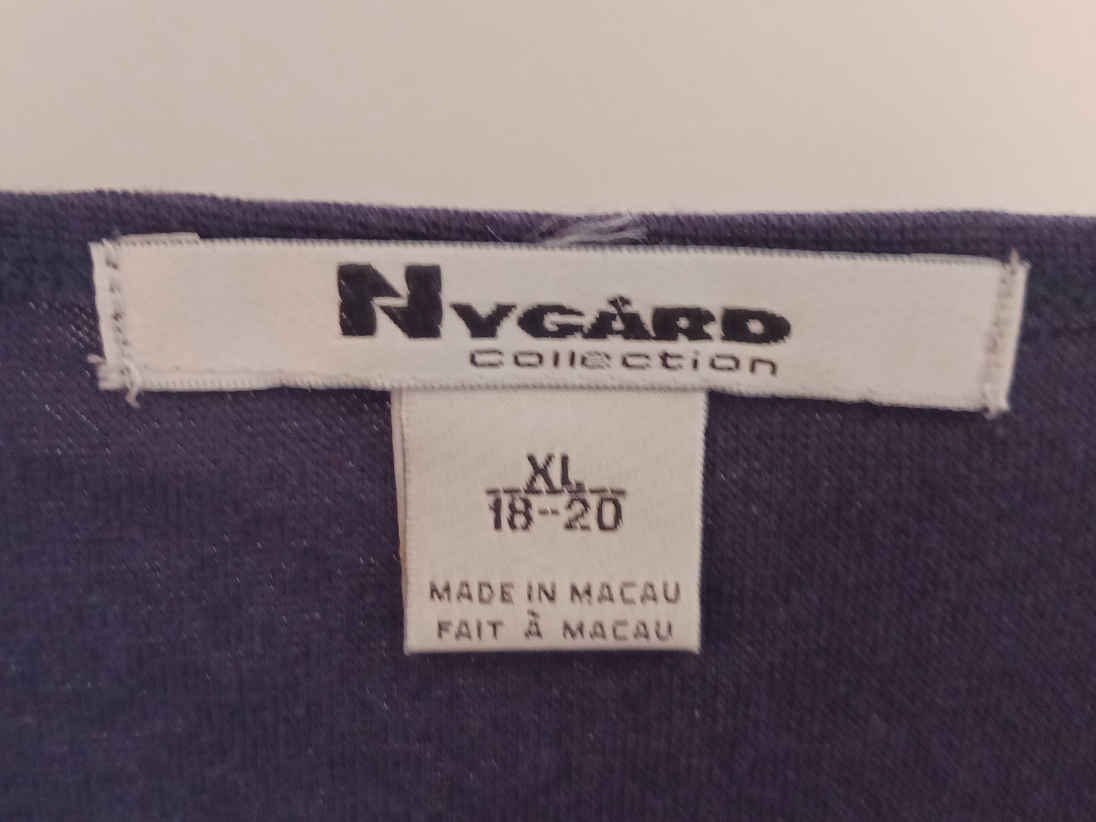 NYGÅRD
collection
XL
18-20
MADE IN MACAU
FAIT À MACAU